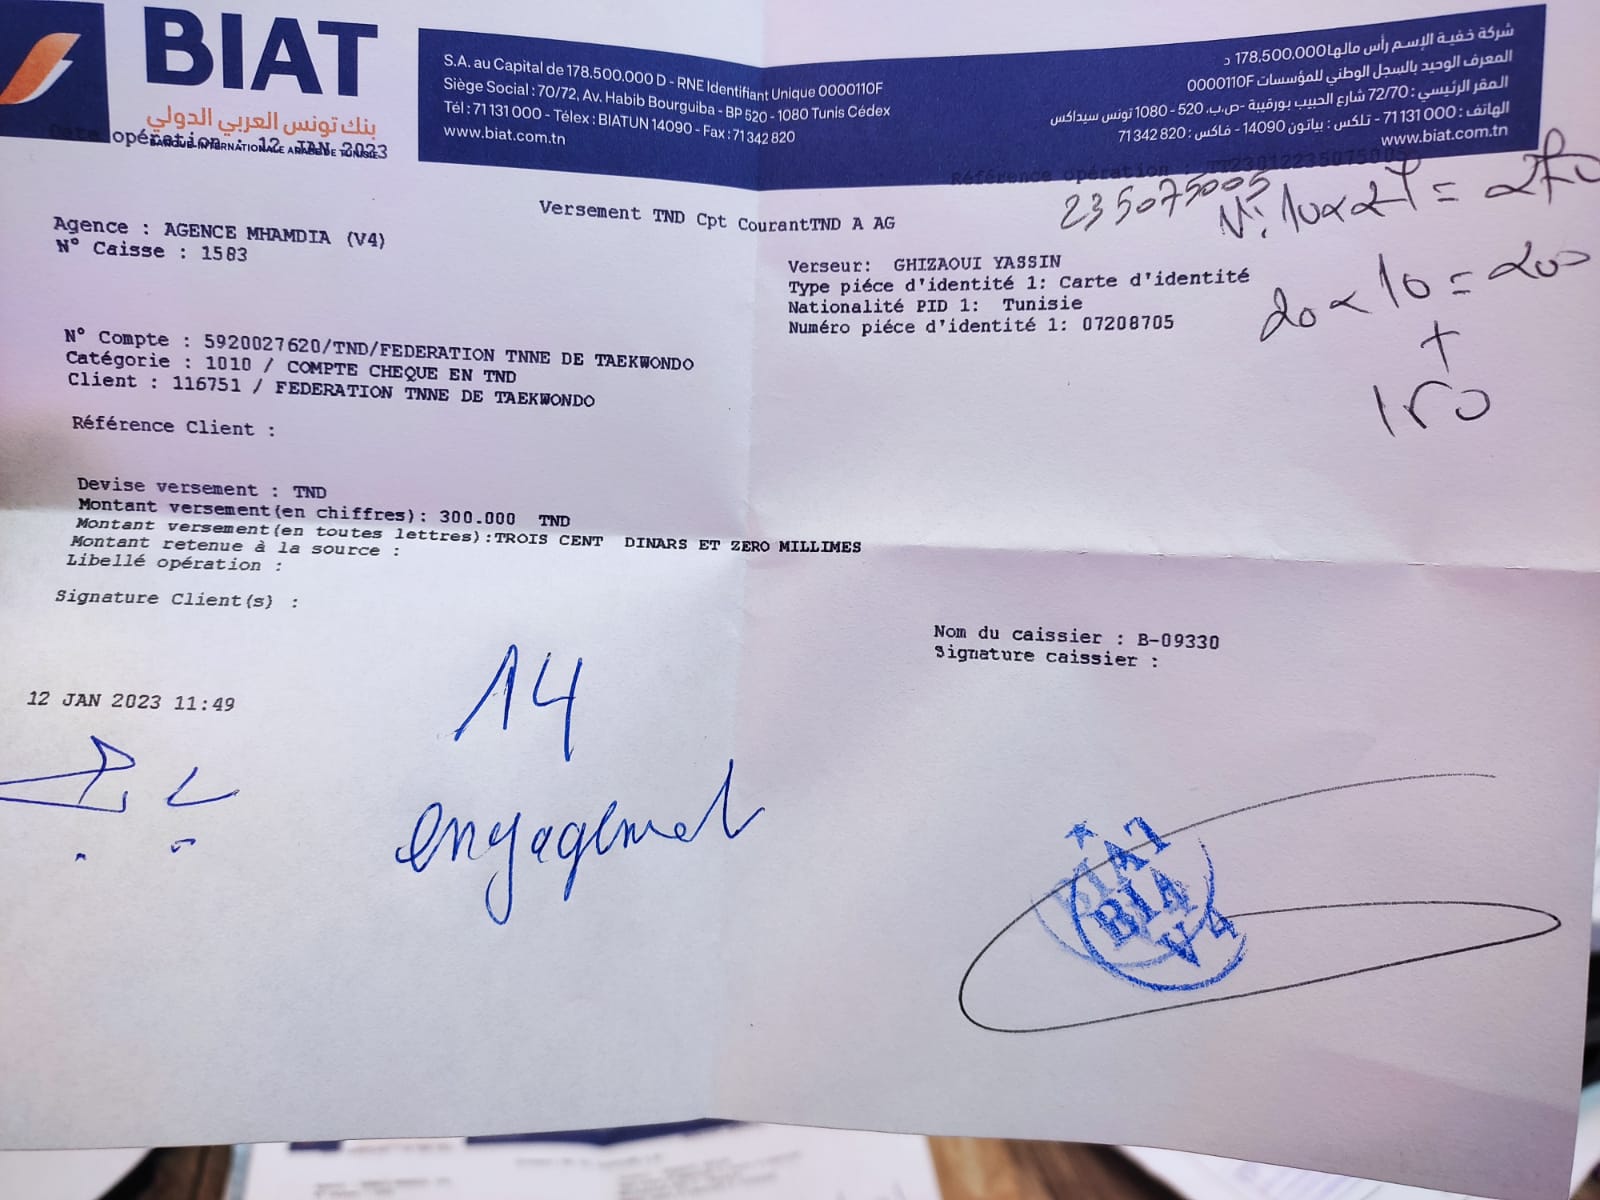 BIAT
بنك تونس العربي الدولي
BANQUE INTERNATIONALE ARABE DE TUNISIE
S.A. au Capital de 178.500.000 D - RNE Identifiant Unique 0000110F
Siège Social : 70/72, Av. Habib Bourguiba - BP 520 - 1080 Tunis Cédex
Tél : 71 131 000 - Télex : BIATUN 14090 - Fax : 71 342 820
www.biat.com.tn
شركة خفية الإسم رأس مالها 178.500.000 د
المعرف الوحيد بالسجل الوطني للمؤسسات 0000110F
المقر الرئيسي : 72/70 شارع الحبيب بورقيبة -ص.ب. 520 - 1080 تونس سيداكس
الهاتف : 71 131 000 - تلكس : بياتون 14090 - فاكس : 820 342 71
www.biat.com.tn
Date opération : 12 JAN 2023
Référence opération :
235075005
20 × 10 = 200
+
Versement TND Cpt CourantTND A AG
Agence : AGENCE MHAMDIA (V4)
N° Caisse : 1583
Verseur: GHIZAOUI YASSIN
Type piéce d'identité 1: Carte d'identité
Nationalité PID 1: Tunisie
Numéro piéce d'identité 1: 07208705
N° Compte : 5920027620/TND/FEDERATION TNNE DE TAEKWONDO
Catégorie : 1010 / COMPTE CHEQUE EN TND
Client : 116751 / FEDERATION TNNE DE TAEKWONDO
Référence Client :
Devise versement : TND
Montant versement(en chiffres): 300.000 TND
Montant versement(en toutes lettres):TROIS CENT DINARS ET ZERO MILLIMES
Montant retenue à la source :
Libellé opération :
Signature Client(s) :
Nom du caissier : B-09330
Signature caissier :
12 JAN 2023 11:49
14
engagement
BIAT
BIA
V4